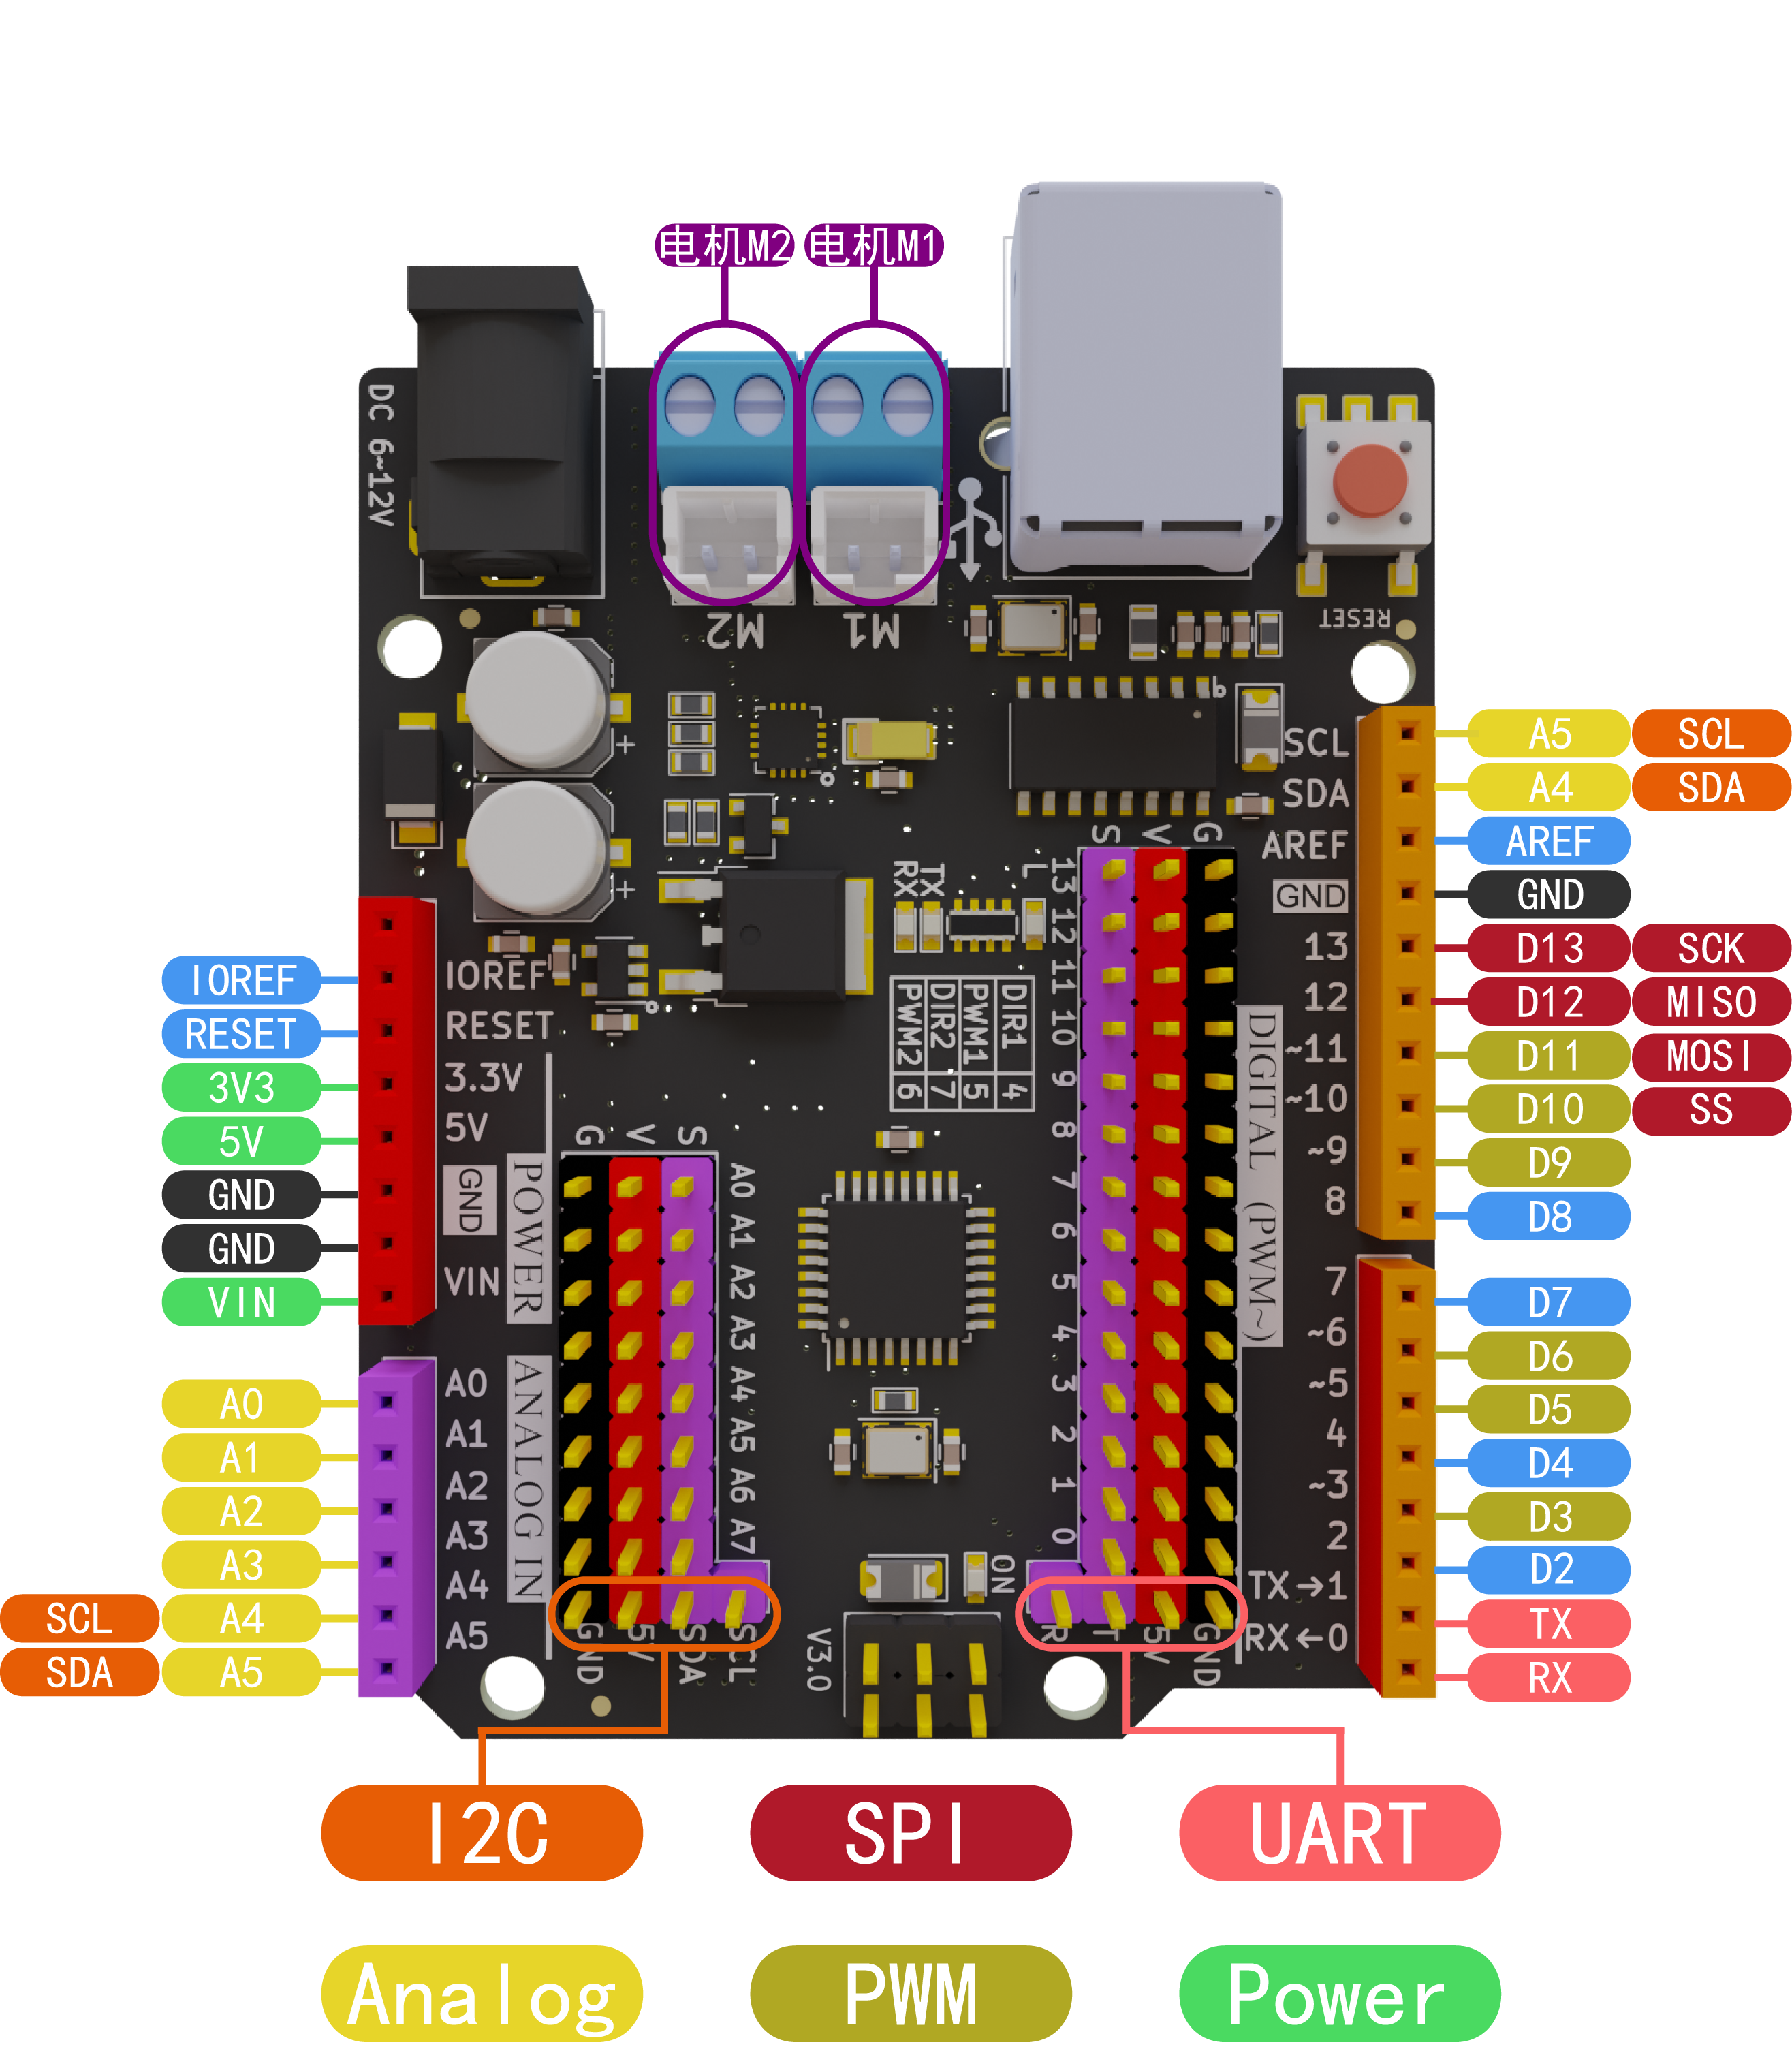 电机M2
电机M1
DC 6~12V
M2
M1
RESET
SCL
SDA
AREF
GND
13
12
~11
~10
~9
8
7
~6
~5
4
~3
2
TX→1
RX←0
A5 SCL
A4 SDA
AREF
GND
D13 SCK
D12 MISO
D11 MOSI
D10 SS
D9
D8
D7
D6
D5
D4
D3
D2
TX
RX
IOREF
RESET
3V3
5V
GND
GND
VIN
A0
A1
A2
A3
SCL A4
SDA A5
IOREF
RESET
3.3V
5V
GND
VIN
POWER
A0
A1
A2
A3
A4
A5
ANALOG IN
G V S
A0
A1
A2
A3
A4
A5
A6
A7
GND 5V SDA SCL
RX
TX
L
DIR1 4
PWM1 5
DIR2 7
PWM2 6
S V G
13
12
11
10
9
8
7
6
5
4
3
2
1
0
DIGITAL (PWM~)
R T 5V GND
ON
V3.0
I2C
SPI
UART
Analog
PWM
Power